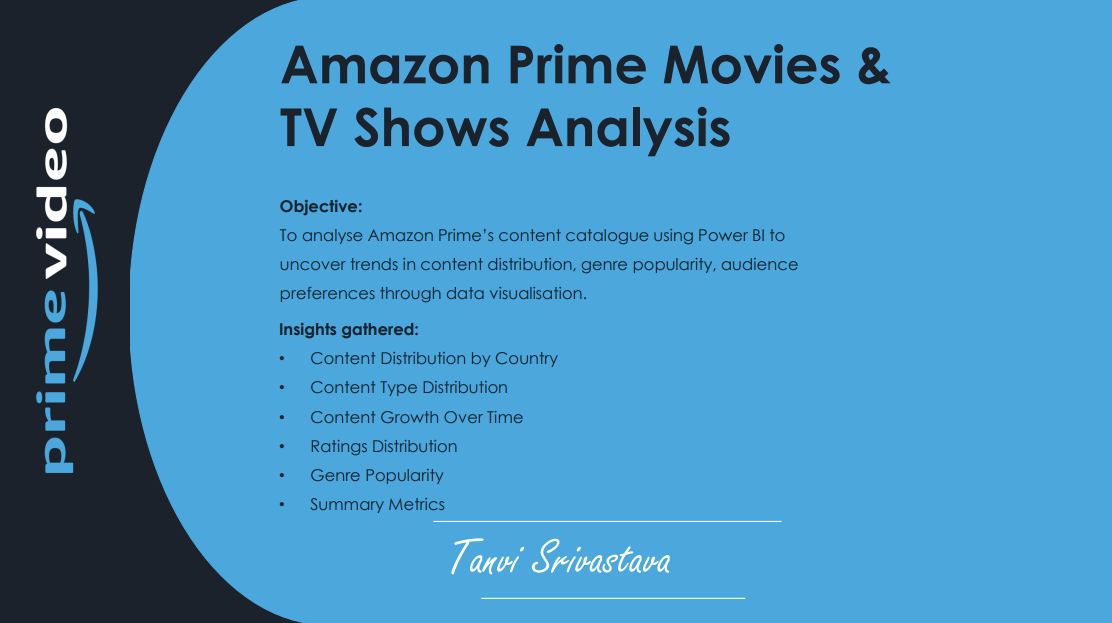 prime video
Amazon Prime Movies &
TV Shows Analysis
Objective:
To analyse Amazon Prime’s content catalogue using Power BI to
uncover trends in content distribution, genre popularity, audience
preferences through data visualisation.
Insights gathered:
• Content Distribution by Country
• Content Type Distribution
• Content Growth Over Time
• Ratings Distribution
• Genre Popularity
• Summary Metrics
Tanvi Srivastava